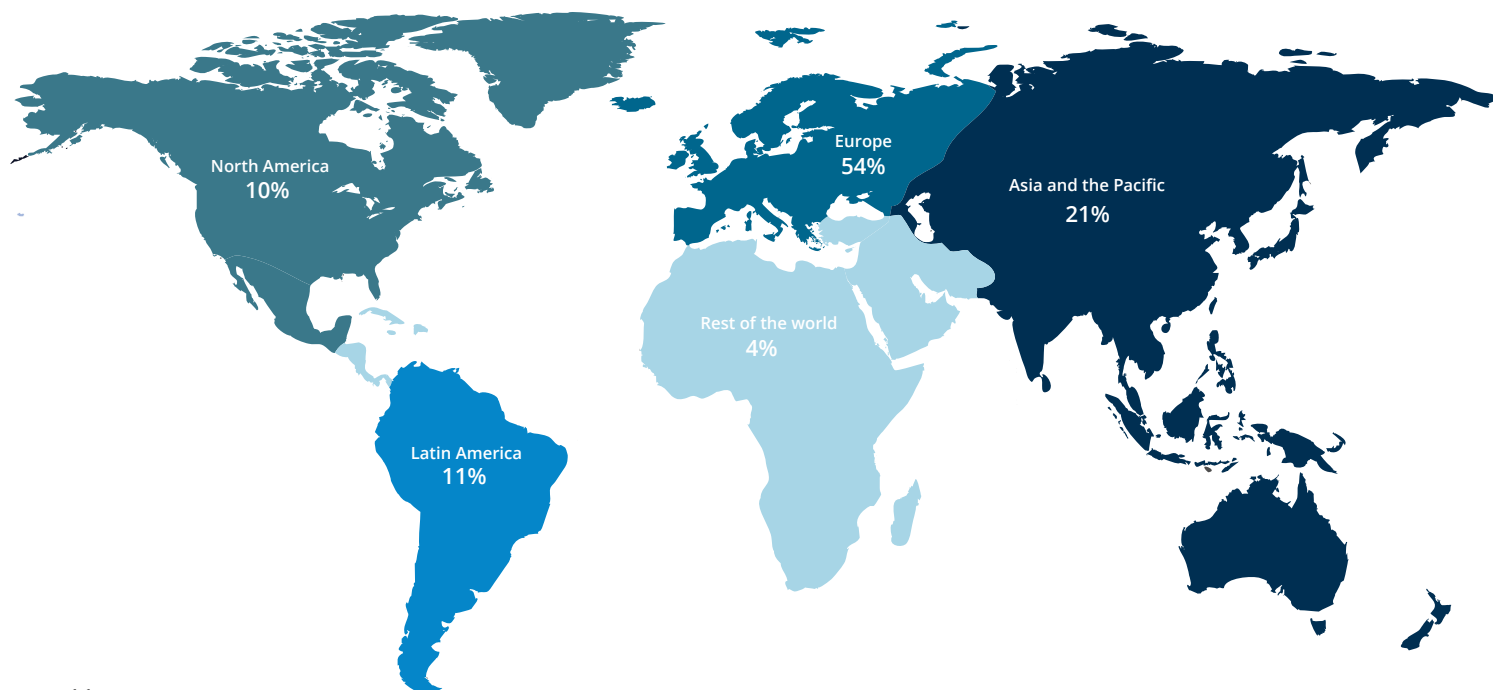 North America
10%
Europe
54%
Asia and the Pacific
21%
Rest of the world
4%
Latin America
11%